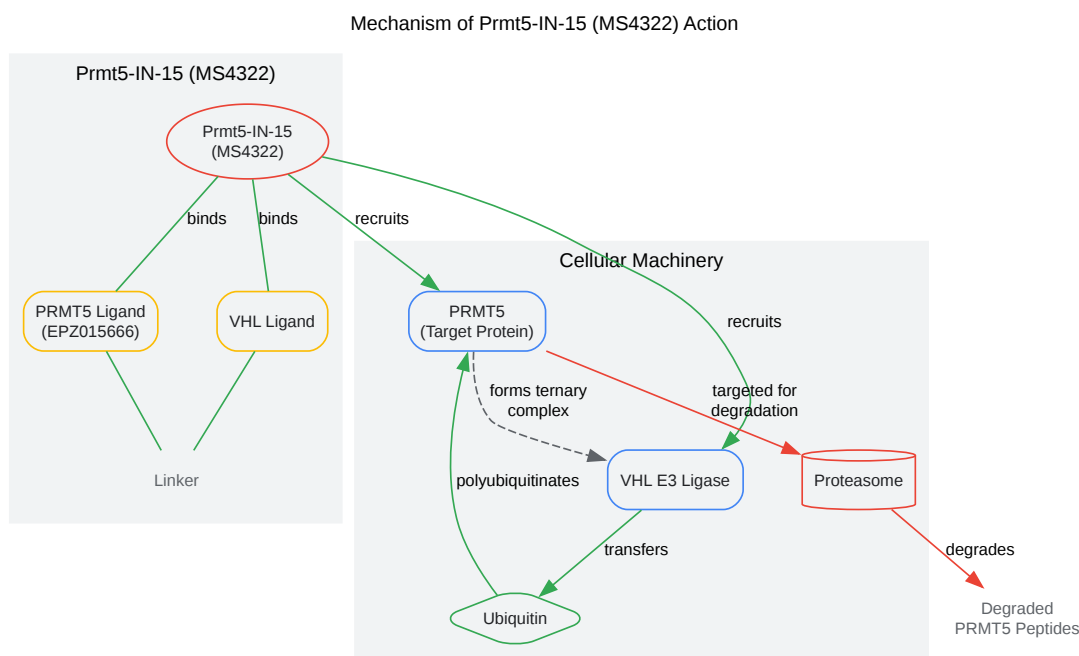 Mechanism of Prmt5-IN-15 (MS4322) Action
Prmt5-IN-15 (MS4322)
Prmt5-IN-15
(MS4322)
binds
binds
recruits
Cellular Machinery
PRMT5 Ligand
(EPZ015666)
VHL Ligand
PRMT5
(Target Protein)
recruits
forms ternary
complex
targeted for
degradation
Linker
polyubiquitinates
VHL E3 Ligase
Proteasome
transfers
degrades
Ubiquitin
Degraded
PRMT5 Peptides